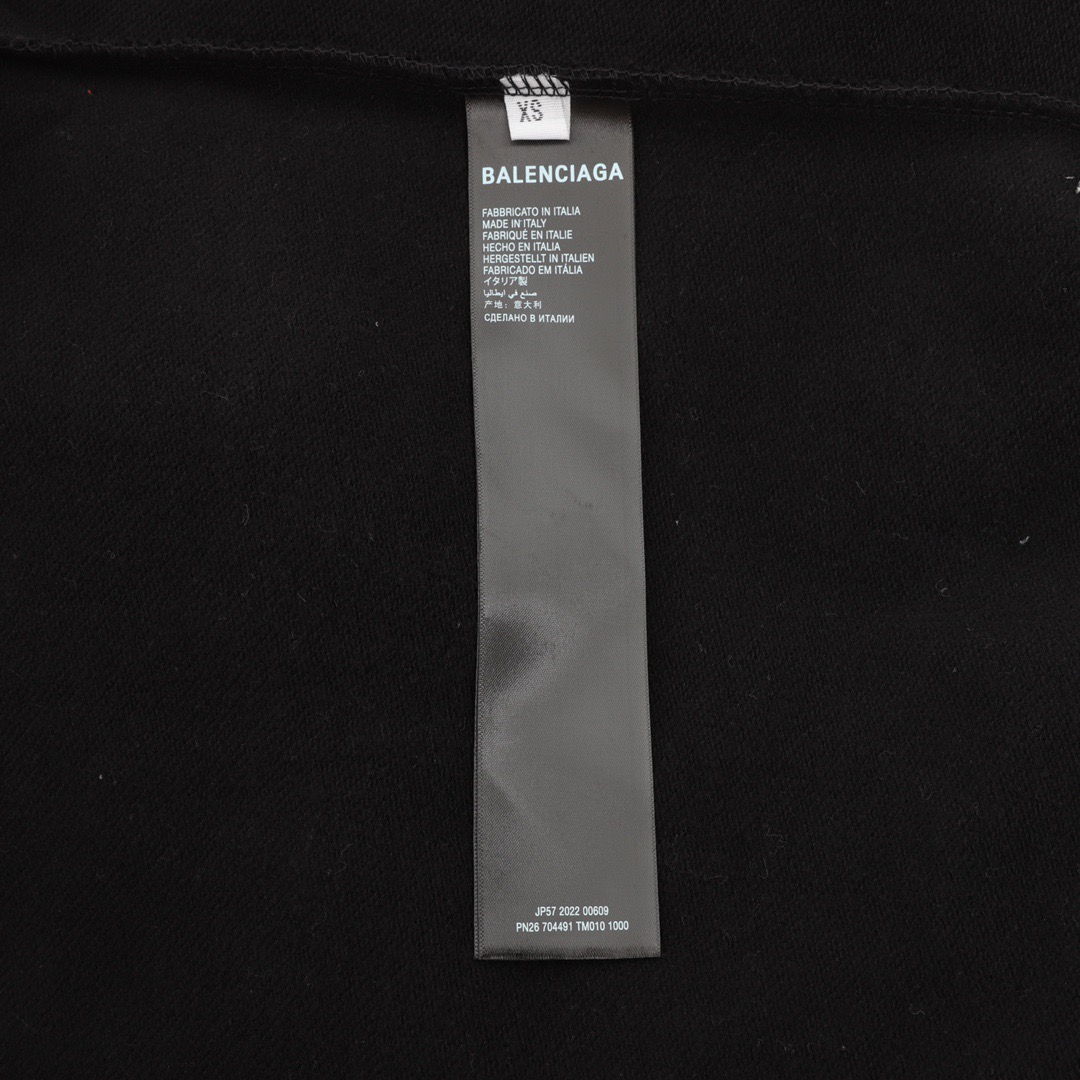 XS
BALENCIAGA
FABBRICATO IN ITALIA
MADE IN ITALY
FABRIQUÉ EN ITALIE
HECHO EN ITALIA
HERGESTELLT IN ITALIEN
FABRICADO EM ITÁLIA
イタリア製
صنع في ايطاليا
产地：意大利
СДЕЛАНО В ИТАЛИИ
JP57 2022 00609
PN26 704491 TM010 1000